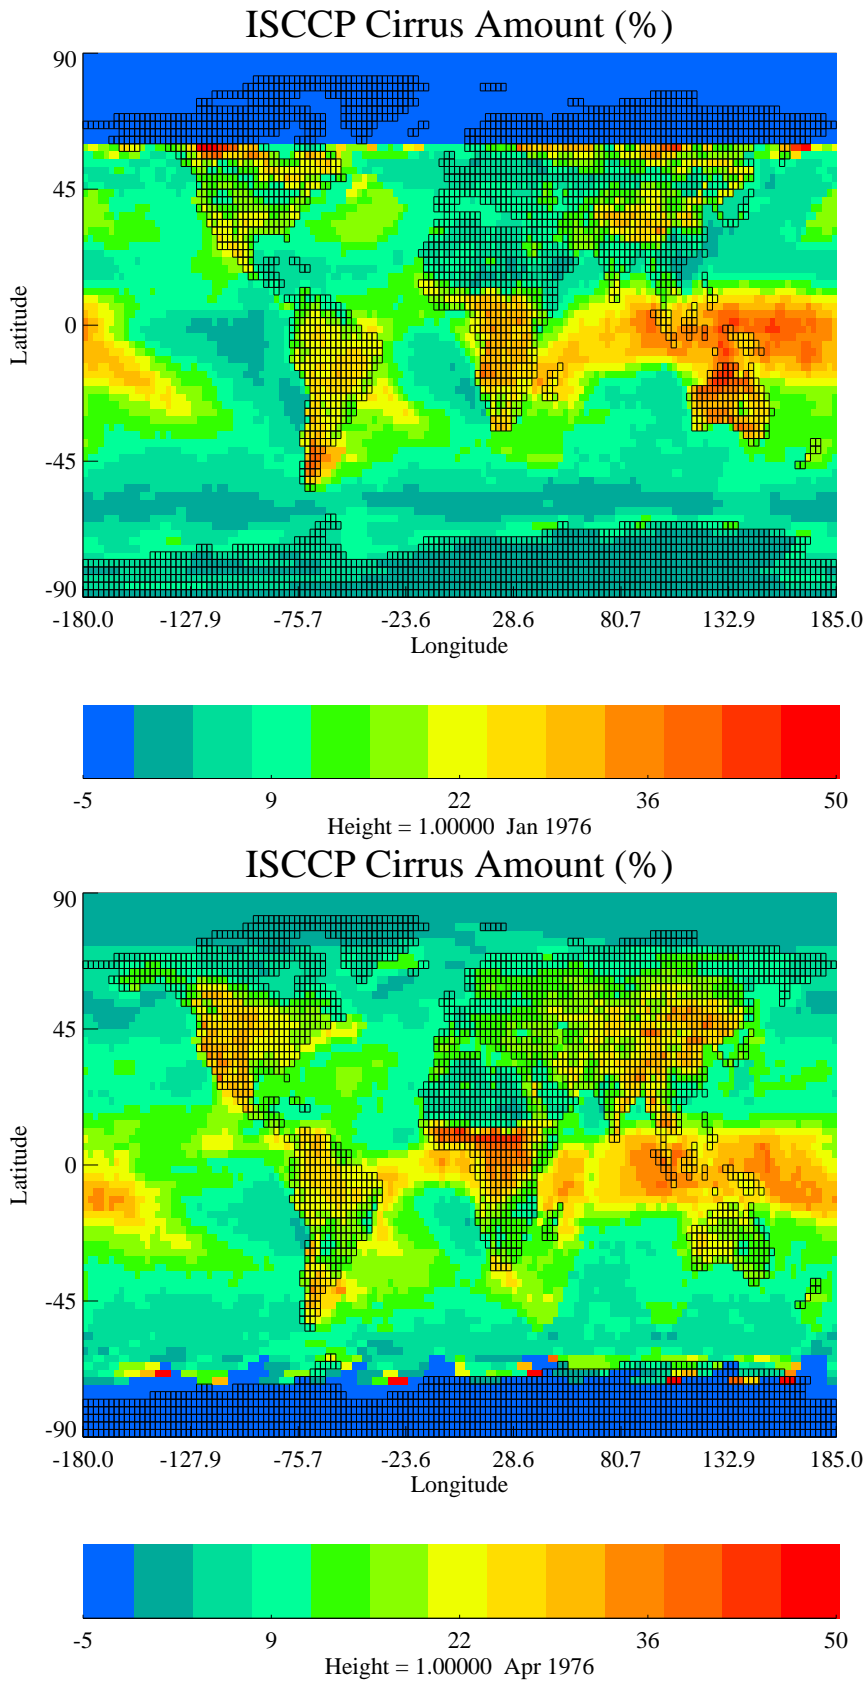 ISCCP Cirrus Amount (%)
90
45
0
-45
-90
Latitude
-180.0 -127.9 -75.7 -23.6 28.6 80.7 132.9 185.0
Longitude
-5 9 22 36 50
Height = 1.00000 Jan 1976
ISCCP Cirrus Amount (%)
90
45
0
-45
-90
Latitude
-180.0 -127.9 -75.7 -23.6 28.6 80.7 132.9 185.0
Longitude
-5 9 22 36 50
Height = 1.00000 Apr 1976